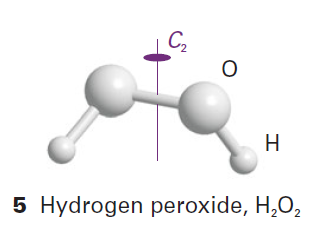 C₂
O
H
5 Hydrogen peroxide, H₂O₂